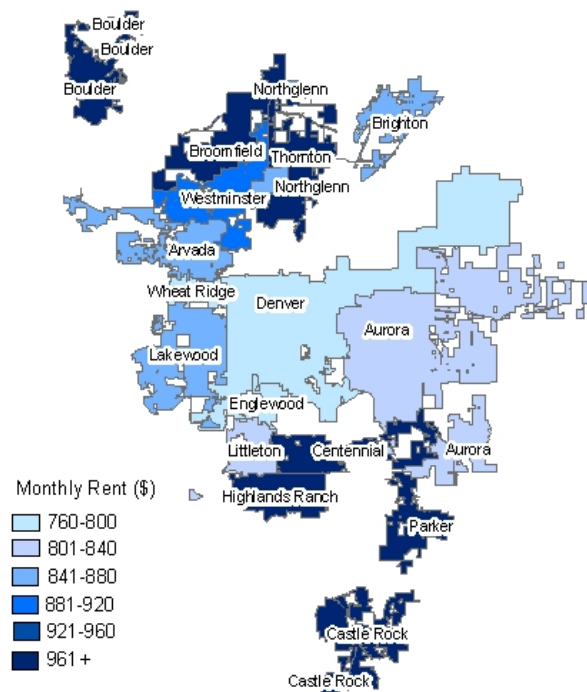 Boulder
Boulder
Boulder
Northglenn
Brighton
Broomfield
Thornton
Northglenn
Westminster
Arvada
Wheat Ridge
Denver
Aurora
Lakewood
Englewood
Littleton
Centennial
Aurora
Highlands Ranch
Parker
Castle Rock
Castle Rock
Monthly Rent ($)
760-800
801-840
841-880
881-920
921-960
961 +